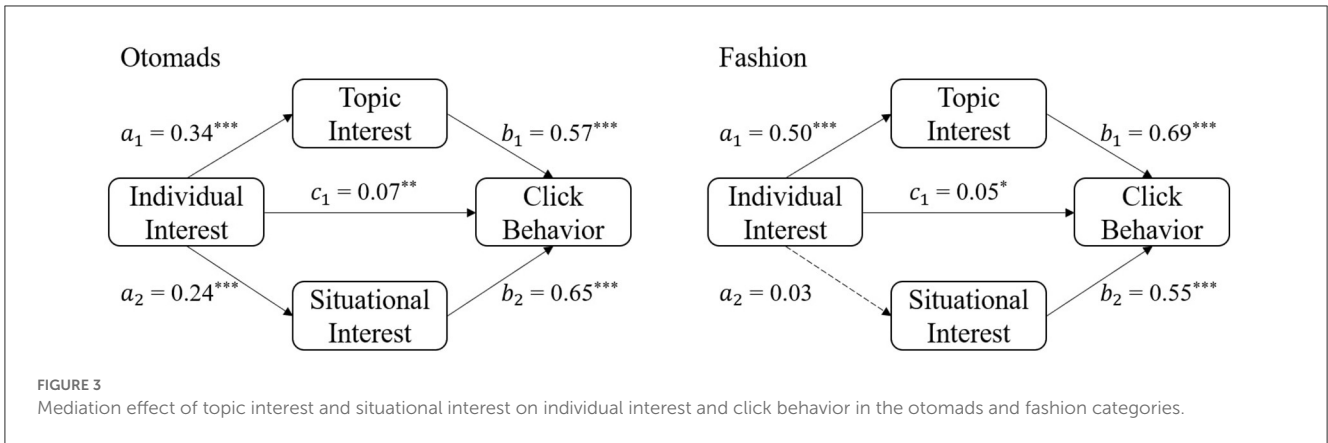 Otomads
Topic
Interest
a₁ = 0.34***
b₁ = 0.57***
Individual
Interest
c₁ = 0.07**
Click
Behavior
a₂ = 0.24***
Situational
Interest
b₂ = 0.65***
Fashion
Topic
Interest
a₁ = 0.50***
b₁ = 0.69***
Individual
Interest
c₁ = 0.05*
Click
Behavior
a₂ = 0.03
Situational
Interest
b₂ = 0.55***
FIGURE 3
Mediation effect of topic interest and situational interest on individual interest and click behavior in the otomads and fashion categories.